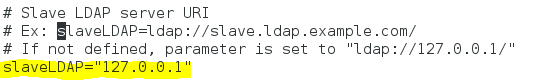 # Slave LDAP server URI
# Ex: slaveLDAP=ldap://slave.ldap.example.com/
# If not defined, parameter is set to "ldap://127.0.0.1/"
slaveLDAP="127.0.0.1"